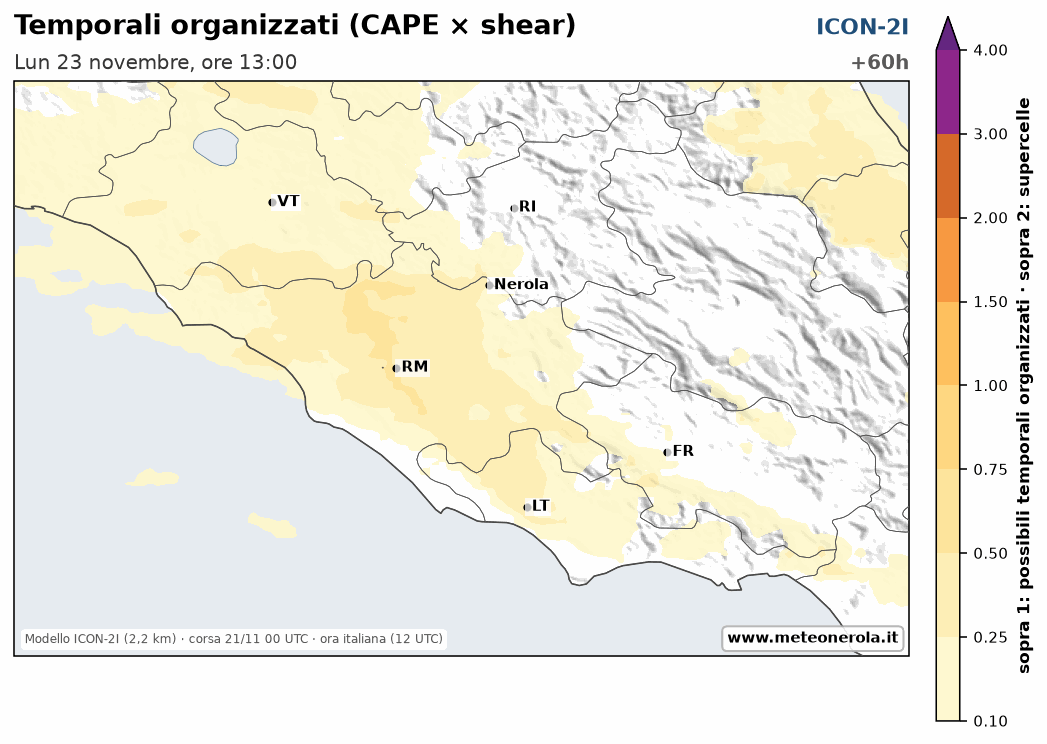 Temporali organizzati (CAPE × shear)
ICON-2I
Lun 23 novembre, ore 13:00
+60h
VT
RI
Nerola
RM
FR
LT
Modello ICON-2I (2,2 km) · corsa 21/11 00 UTC · ora italiana (12 UTC)
www.meteonerola.it
4.00
3.00
2.00
1.50
1.00
0.75
0.50
0.25
0.10
sopra 1: possibili temporali organizzati · sopra 2: supercelle